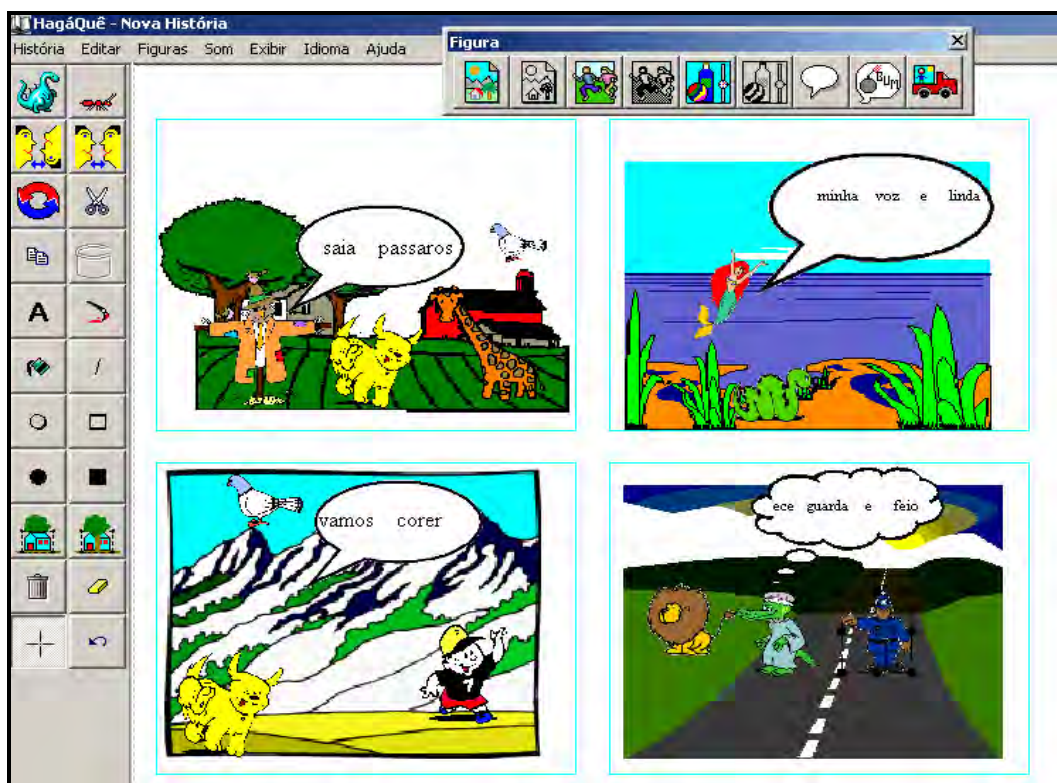 HagáQuê - Nova História
História Editar Figuras Som Exibir Idioma Ajuda
Figura
BUM
A
saia passaros
minha voz e linda
vamos corer
ece guarda e feio